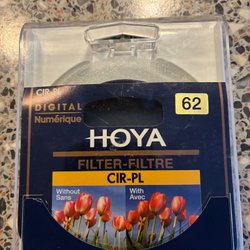 CIR-PL
DIGITAL
Numérique
62
HOYA
FILTER-FILTRE
CIR-PL
Without With
Sans Avec